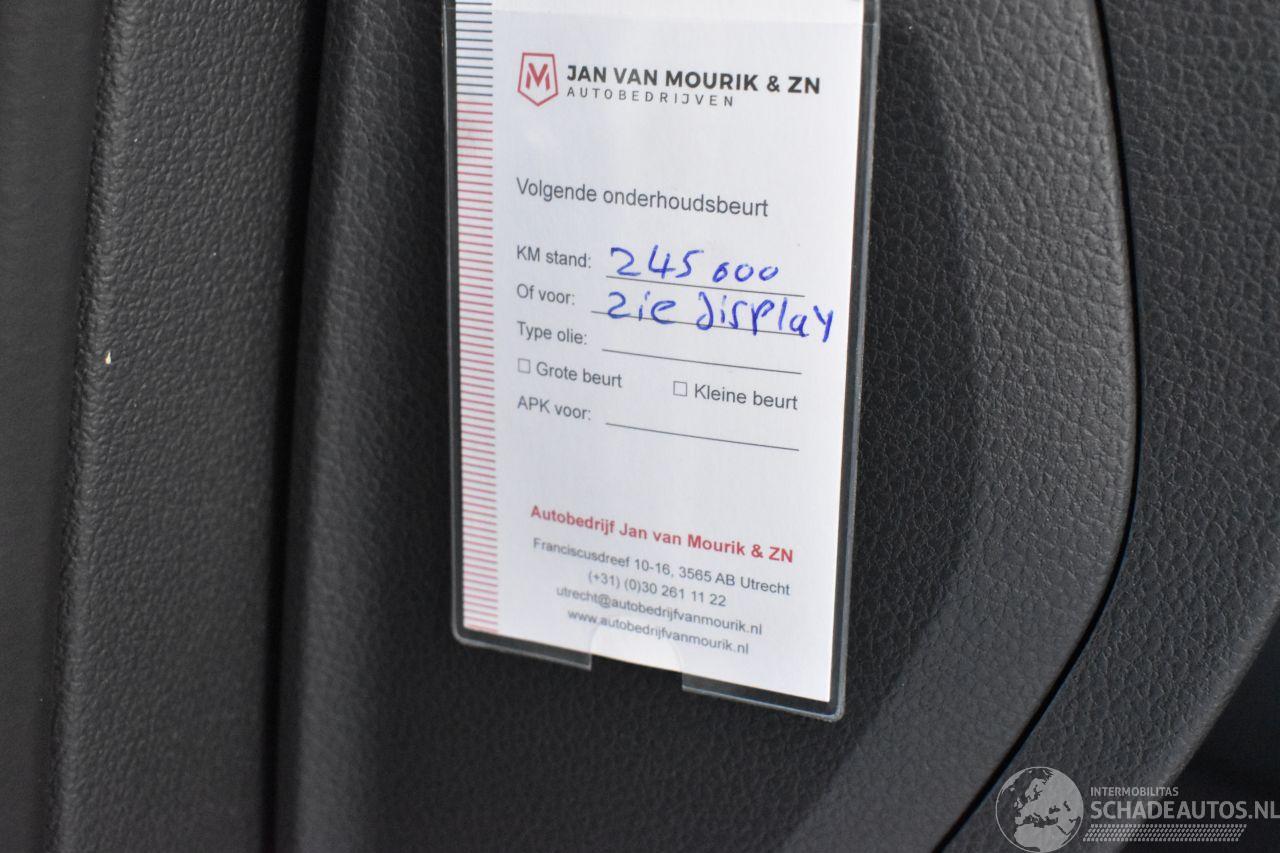 M
JAN VAN MOURIK & ZN
AUTOBEDRIJVEN
Volgende onderhoudsbeurt
KM stand: 245 000
Of voor: zie display
Type olie:
Grote beurt Kleine beurt
APK voor:
Autobedrijf Jan van Mourik & ZN
Franciscusdreef 10-16, 3565 AB Utrecht
(+31) (0)30 261 11 22
utrecht@autobedrijfvanmourik.nl
www.autobedrijfvanmourik.nl
INTERMOBILITAS
SCHADEAUTOS.NL